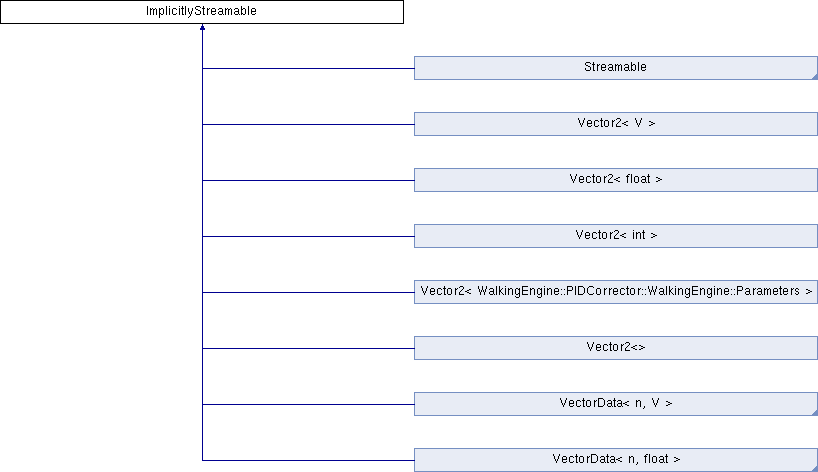 ImplicitlyStreamable
Streamable
Vector2< V >
Vector2< float >
Vector2< int >
Vector2< WalkingEngine::PIDCorrector::WalkingEngine::Parameters >
Vector2<>
VectorData< n, V >
VectorData< n, float >